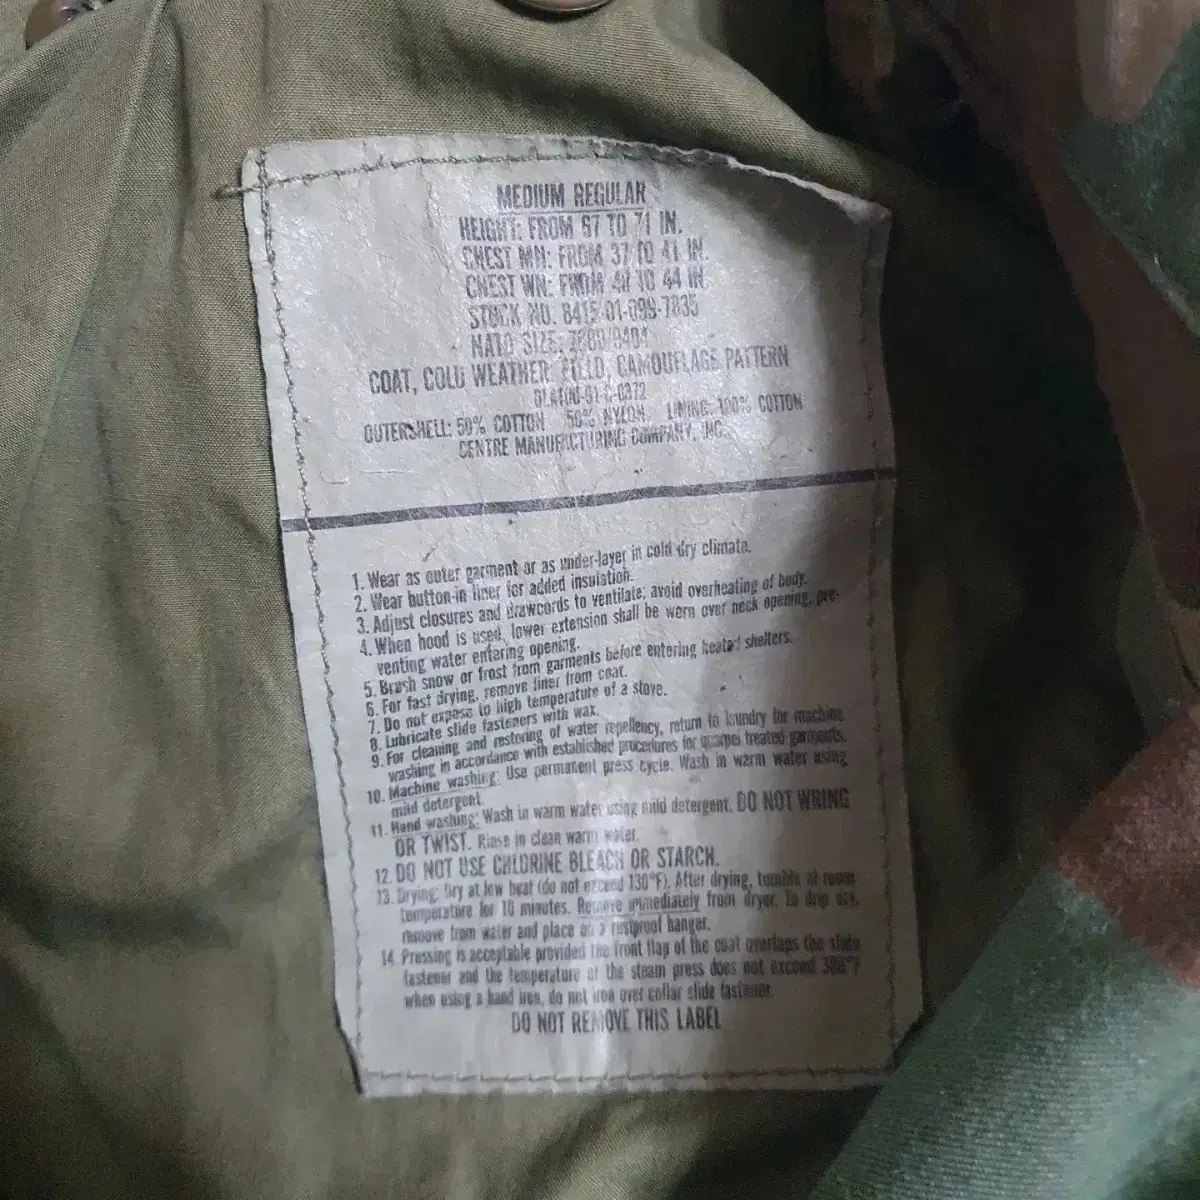 MEDIUM REGULAR
HEIGHT: FROM 67 TO 71 IN.
CHEST MN: FROM 37 TO 41 IN.
CHEST WN: FROM TO 44 IN.
STOCK NO. 8415-01-099-7835
NATO SIZE:
COAT, COLD WEATHER, FIELD, CAMOUFLAGE PATTERN
OUTERSHELL: 50% COTTON 50% NYLON LINING: 100% COTTON
CENTRE MANUFACTURING COMPANY, INC.
1. Wear as outer garment or as under-layer in cold dry climate.
2. Wear button-in liner for added insulation.
3. Adjust closures and drawcords to ventilate; avoid overheating of body.
4. When hood is used, lower extension shall be worn over neck opening, pre-
venting water entering opening.
5. Brush snow or frost from garments before entering heated shelters.
6. For fast drying, remove liner from coat.
7. Do not expose to high temperature of a stove.
8. Lubricate slide fasteners with wax.
9. For cleaning and restoring of water repellency, return to laundry for machine
washing in accordance with established procedures for quarpel treated garments.
10. Machine washing: Use permanent press cycle. Wash in warm water using
mild detergent.
11. Hand washing: Wash in warm water using mild detergent. DO NOT WRING
OR TWIST. Rinse in clean warm water.
12. DO NOT USE CHLORINE BLEACH OR STARCH.
13. Drying: Dry at low heat (do not exceed 130°F). After drying, tumble at room
temperature for 10 minutes. Remove immediately from dryer. To drip dry,
remove from water and place on a rustproof hanger.
14. Pressing is acceptable provided the front flap of the coat overlaps the slide
fastener and the temperature of the steam press does not exceed 300°F
when using a hand iron, do not iron over collar slide fastener.
DO NOT REMOVE THIS LABEL